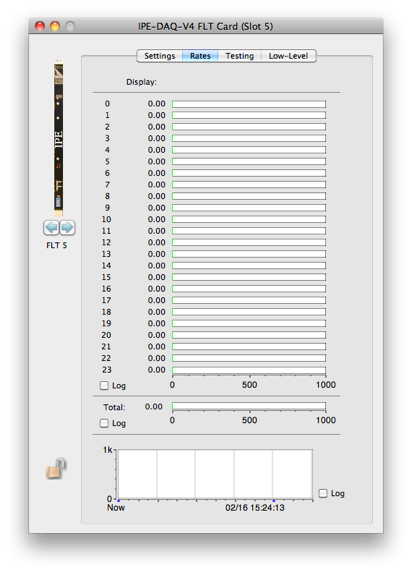 IPE-DAQ-V4 FLT Card (Slot 5)
Settings Rates Testing Low-Level
Display:
IPE
FLT 5
0 0.00
1 0.00
2 0.00
3 0.00
4 0.00
5 0.00
6 0.00
7 0.00
8 0.00
9 0.00
10 0.00
11 0.00
12 0.00
13 0.00
14 0.00
15 0.00
16 0.00
17 0.00
18 0.00
19 0.00
20 0.00
21 0.00
22 0.00
23 0.00
Log 0 500 1000
Total: 0.00
Log 0 500 1000
1k
0
Log
Now 02/16 15:24:13